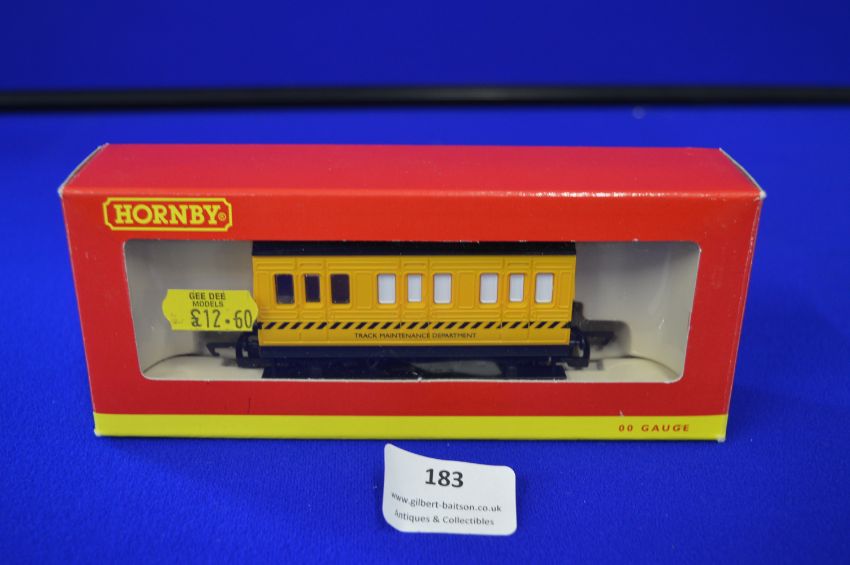 HORNBY®
GEE DEE
MODELS
£12.60
TRACK MAINTENANCE DEPARTMENT
00 GAUGE
183
www.gilbert-baitson.co.uk
Antiques & Collectibles